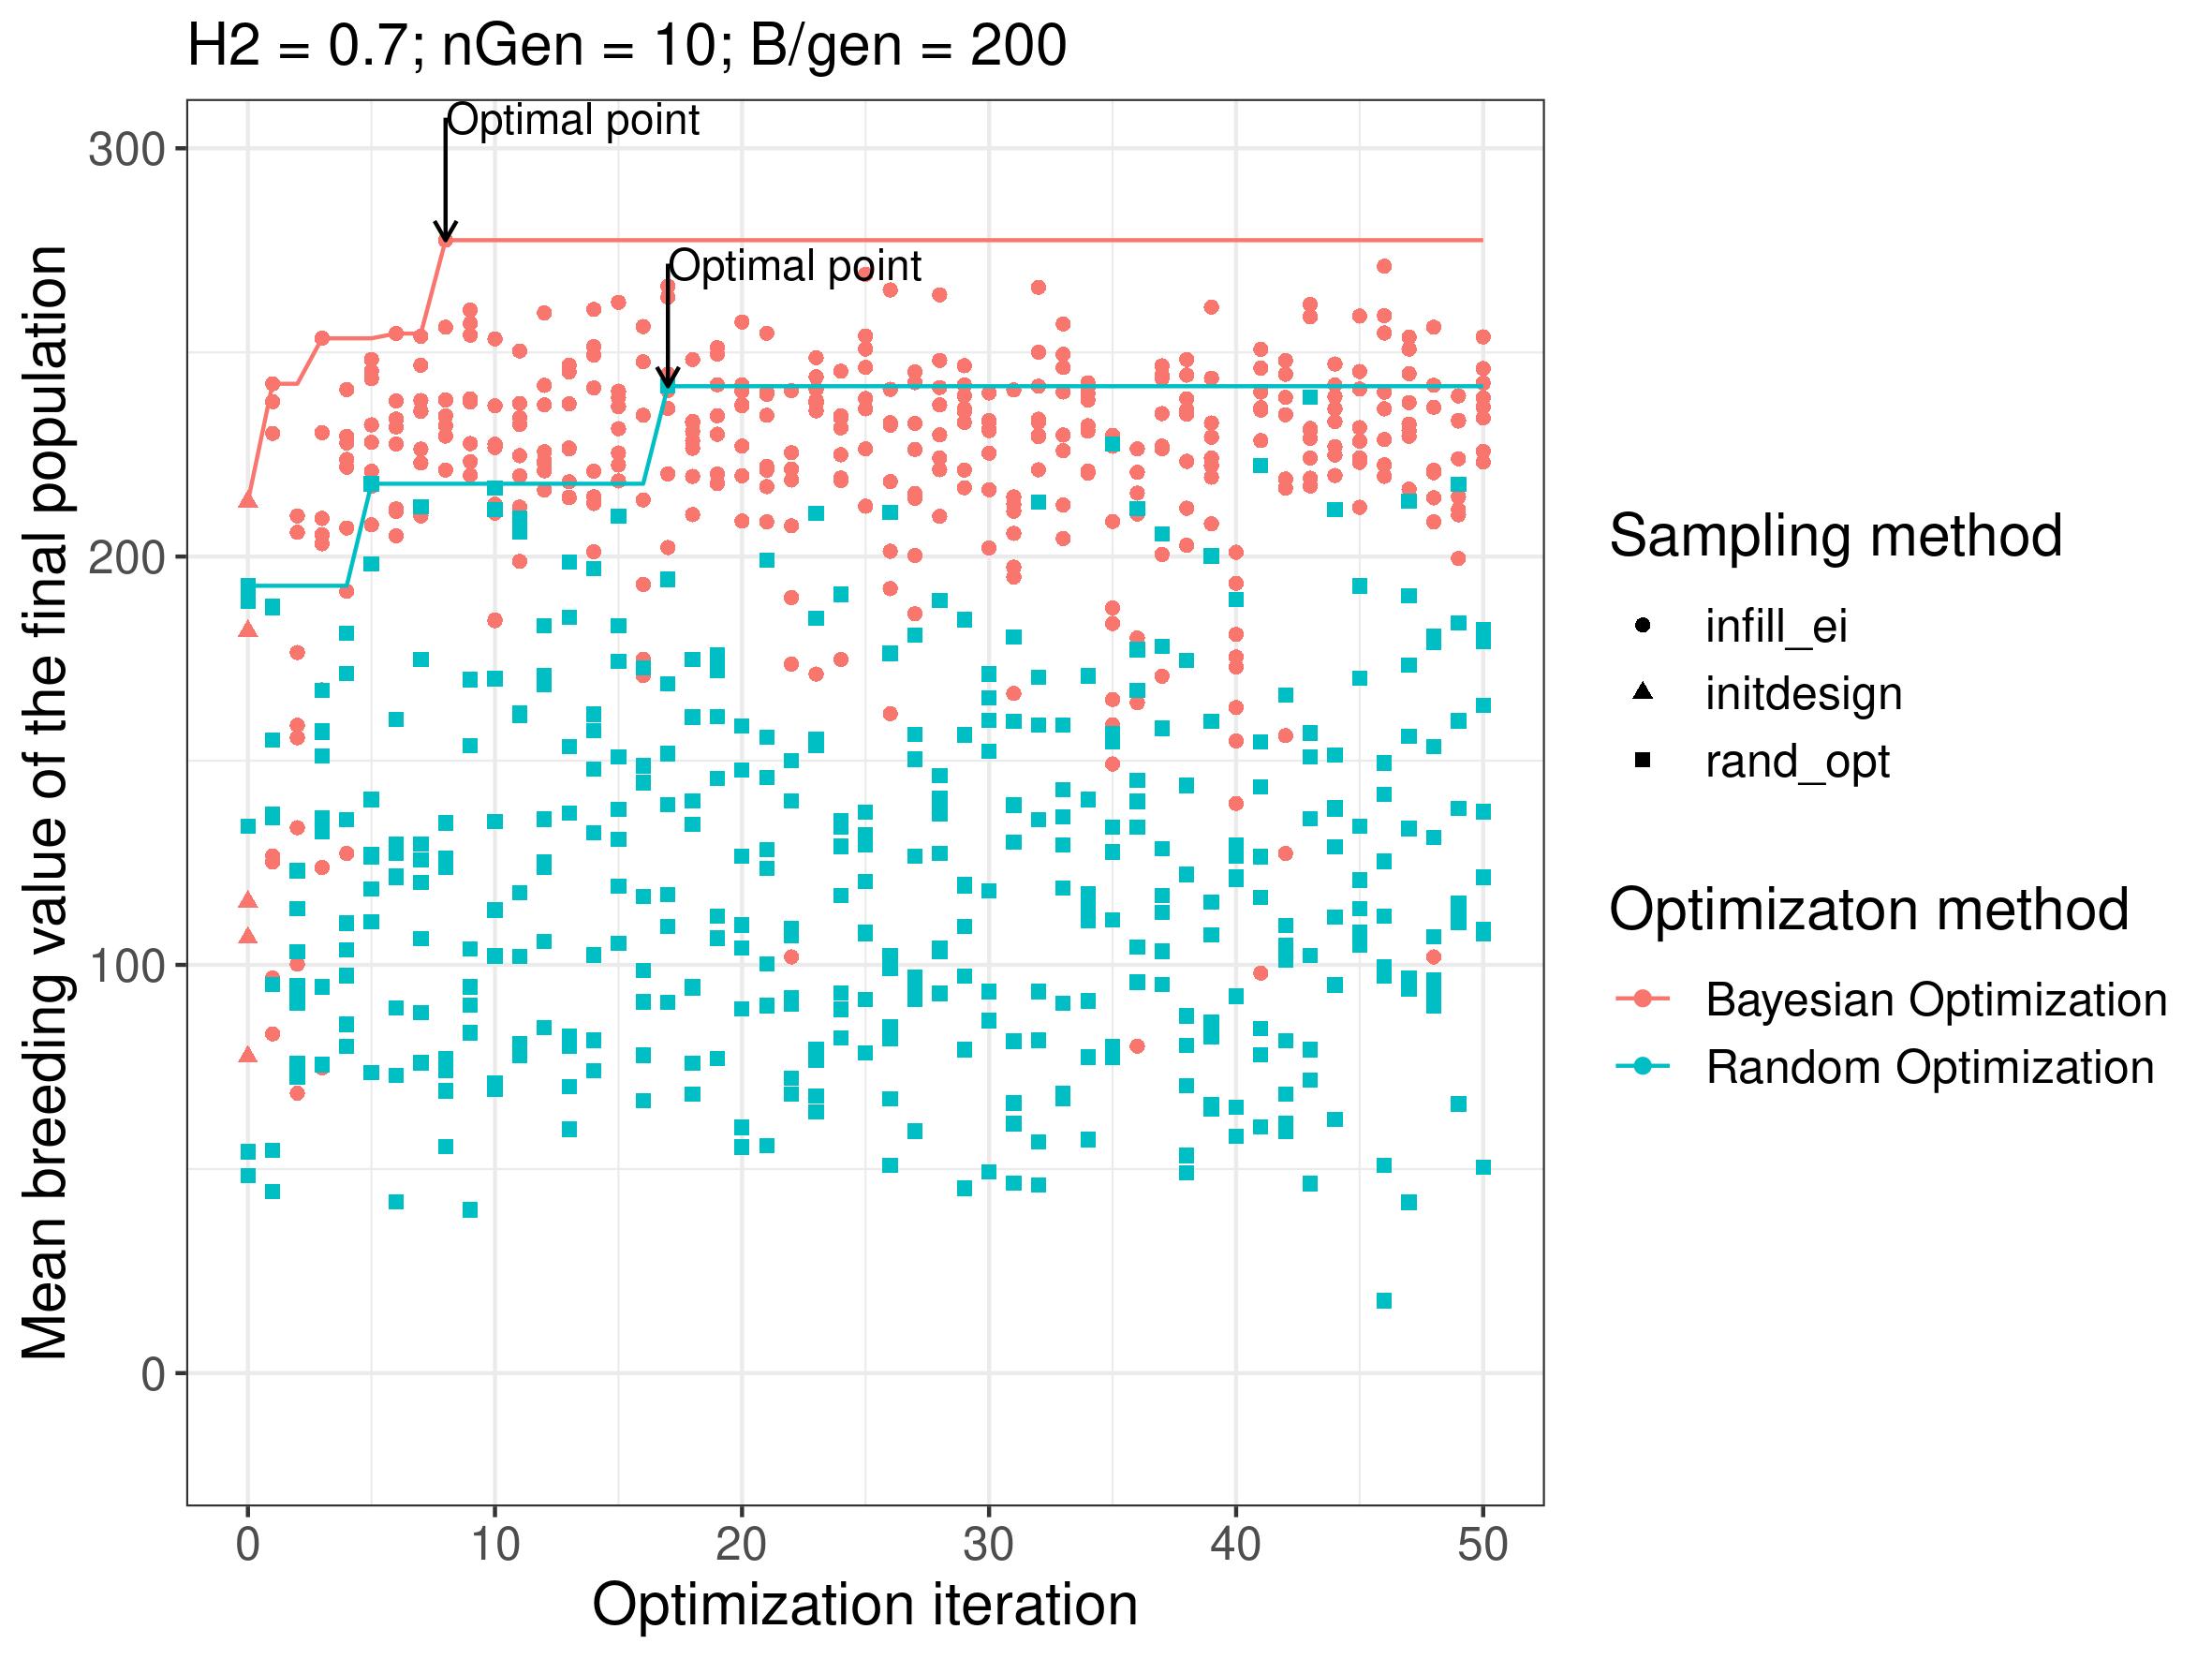 H2 = 0.7; nGen = 10; B/gen = 200
Optimal point
Optimal point
300
200
100
0
Mean breeding value of the final population
0 10 20 30 40 50
Optimization iteration
Sampling method
infill_ei
initdesign
rand_opt
Optimizaton method
Bayesian Optimization
Random Optimization